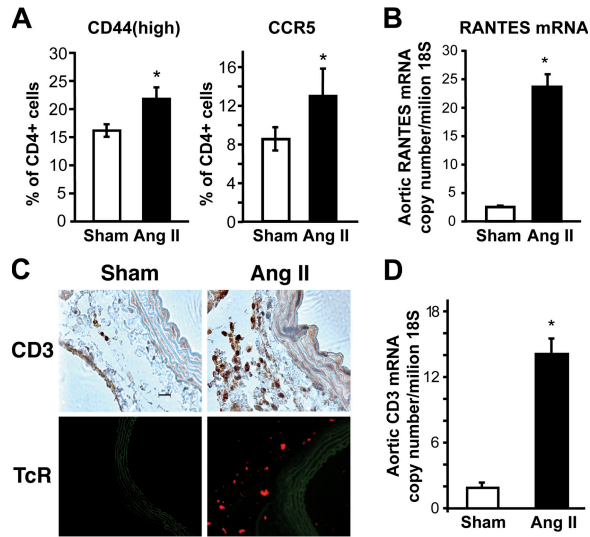 A
CD44(high)
% of CD4+ cells
30
25
20
15
10
5
0
*
Sham Ang II
CCR5
% of CD4+ cells
16
12
8
4
0
*
Sham Ang II
B
RANTES mRNA
Aortic RANTES mRNA
copy number/milion 18S
30
25
20
15
10
5
0
*
Sham Ang II
C
Sham Ang II
CD3
TcR
D
Aortic CD3 mRNA
copy number/milion 18S
18
14
10
6
2
0
*
Sham Ang II